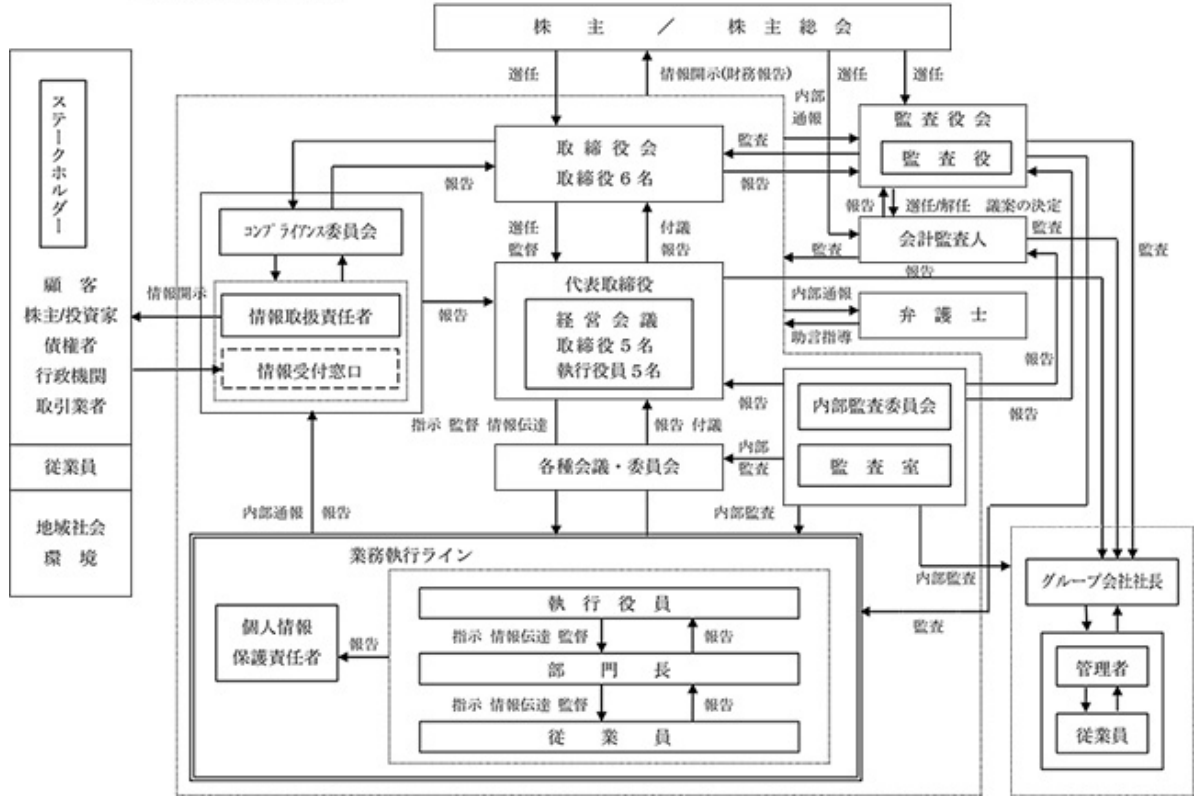 株主 ／ 株主総会
選任
情報開示(財務報告)
選任
選任
ステークホルダー
顧客
株主/投資家
債権者
行政機関
取引業者
従業員
地域社会
環境
取締役会
取締役６名
監査
報告
内部
通報
監査役会
監査役
報告
選任/解任 議案の決定
会計監査人
監査
監査
監査
報告
報告
コンプライアンス委員会
情報開示
情報取扱責任者
情報受付窓口
報告
選任
監督
付議
報告
代表取締役
経営会議
取締役５名
執行役員５名
内部通報
助言指導
弁護士
報告
報告
報告
内部監査委員会
監査室
指示 監督 情報伝達
報告 付議
内部
監査
各種会議・委員会
内部通報
報告
内部監査
内部監査
監査
業務執行ライン
個人情報
保護責任者
報告
執行役員
指示 情報伝達 監督
報告
部門長
指示 情報伝達 監督
報告
従業員
グループ会社社長
管理者
従業員